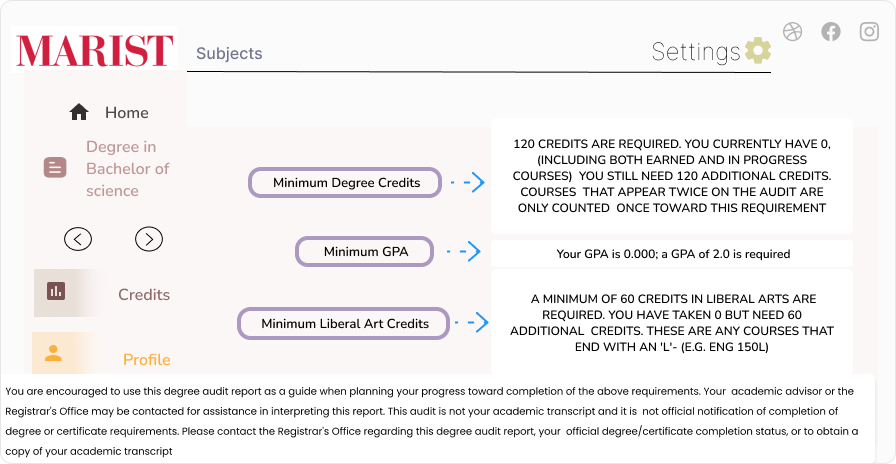 MARIST
Subjects
Settings
Home
Degree in
Bachelor of
science
Credits
Profile
Minimum Degree Credits
120 CREDITS ARE REQUIRED. YOU CURRENTLY HAVE 0,
(INCLUDING BOTH EARNED AND IN PROGRESS
COURSES) YOU STILL NEED 120 ADDITIONAL CREDITS.
COURSES THAT APPEAR TWICE ON THE AUDIT ARE
ONLY COUNTED ONCE TOWARD THIS REQUIREMENT
Minimum GPA
Your GPA is 0.000; a GPA of 2.0 is required
Minimum Liberal Art Credits
A MINIMUM OF 60 CREDITS IN LIBERAL ARTS ARE
REQUIRED. YOU HAVE TAKEN 0 BUT NEED 60
ADDITIONAL CREDITS. THESE ARE ANY COURSES THAT
END WITH AN 'L'- (E.G. ENG 150L)
You are encouraged to use this degree audit report as a guide when planning your progress toward completion of the above requirements. Your academic advisor or the
Registrar's Office may be contacted for assistance in interpreting this report. This audit is not your academic transcript and it is not official notification of completion of
degree or certificate requirements. Please contact the Registrar's Office regarding this degree audit report, your official degree/certificate completion status, or to obtain a
copy of your academic transcript